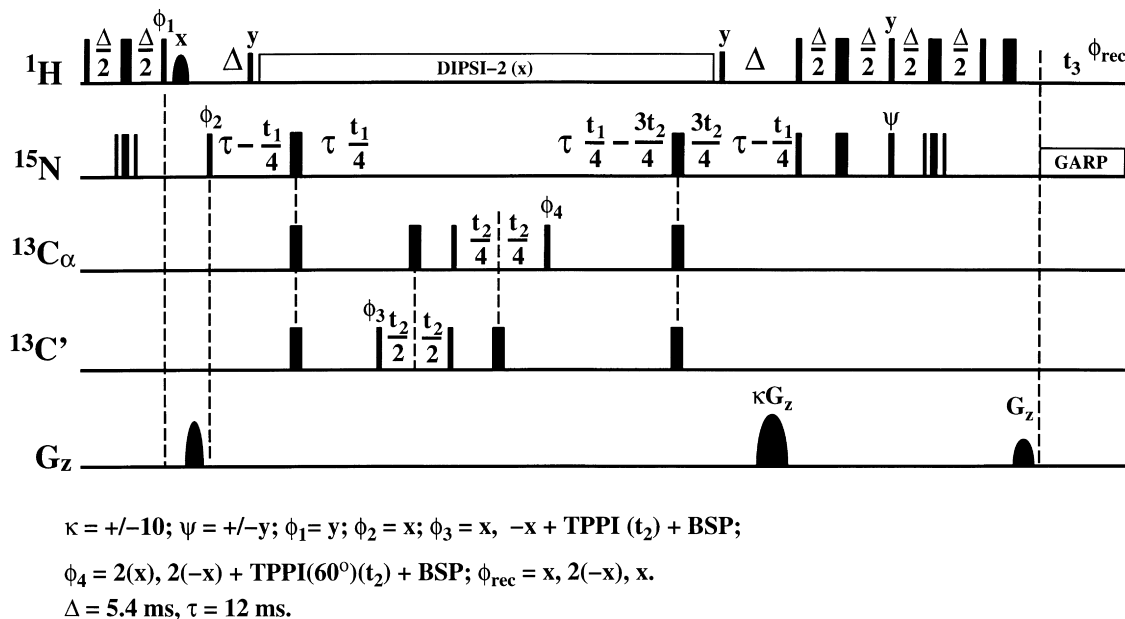 Δ/2 Δ/2 ϕ1 x Δ y y Δ Δ/2 Δ/2 y Δ/2 Δ/2 t3 ϕrec
1H DIPSI-2 (x)
ϕ2 τ − t1/4 τ t1/4 τ t1/4 − 3t2/4 3t2/4 τ − t1/4 ψ
15N GARP
13Cα t2/4 t2/4 ϕ4
13C' ϕ3 t2/2 t2/2
Gz κGz Gz
κ = +/−10; ψ = +/−y; ϕ1= y; ϕ2 = x; ϕ3 = x, −x + TPPI (t2) + BSP;
ϕ4 = 2(x), 2(−x) + TPPI(60°)(t2) + BSP; ϕrec = x, 2(−x), x.
Δ = 5.4 ms, τ = 12 ms.